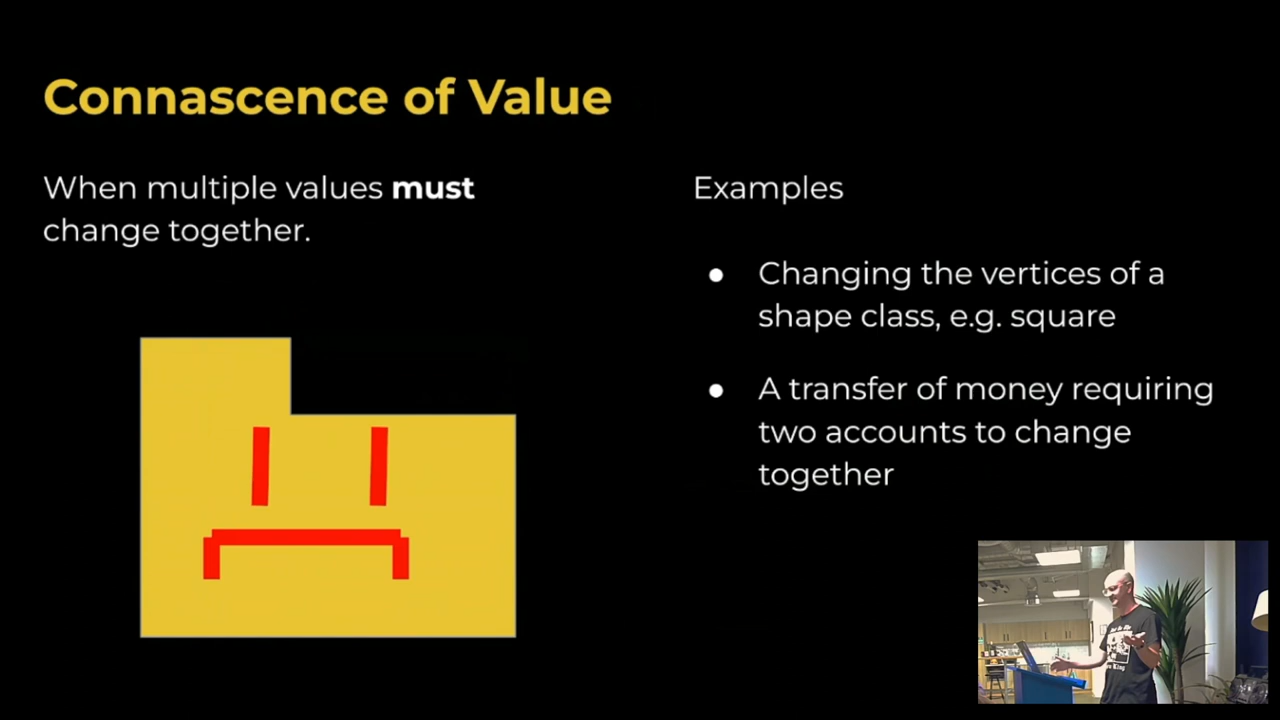 Connascence of Value
When multiple values must
change together.
Examples
● Changing the vertices of a
shape class, e.g. square
● A transfer of money requiring
two accounts to change
together